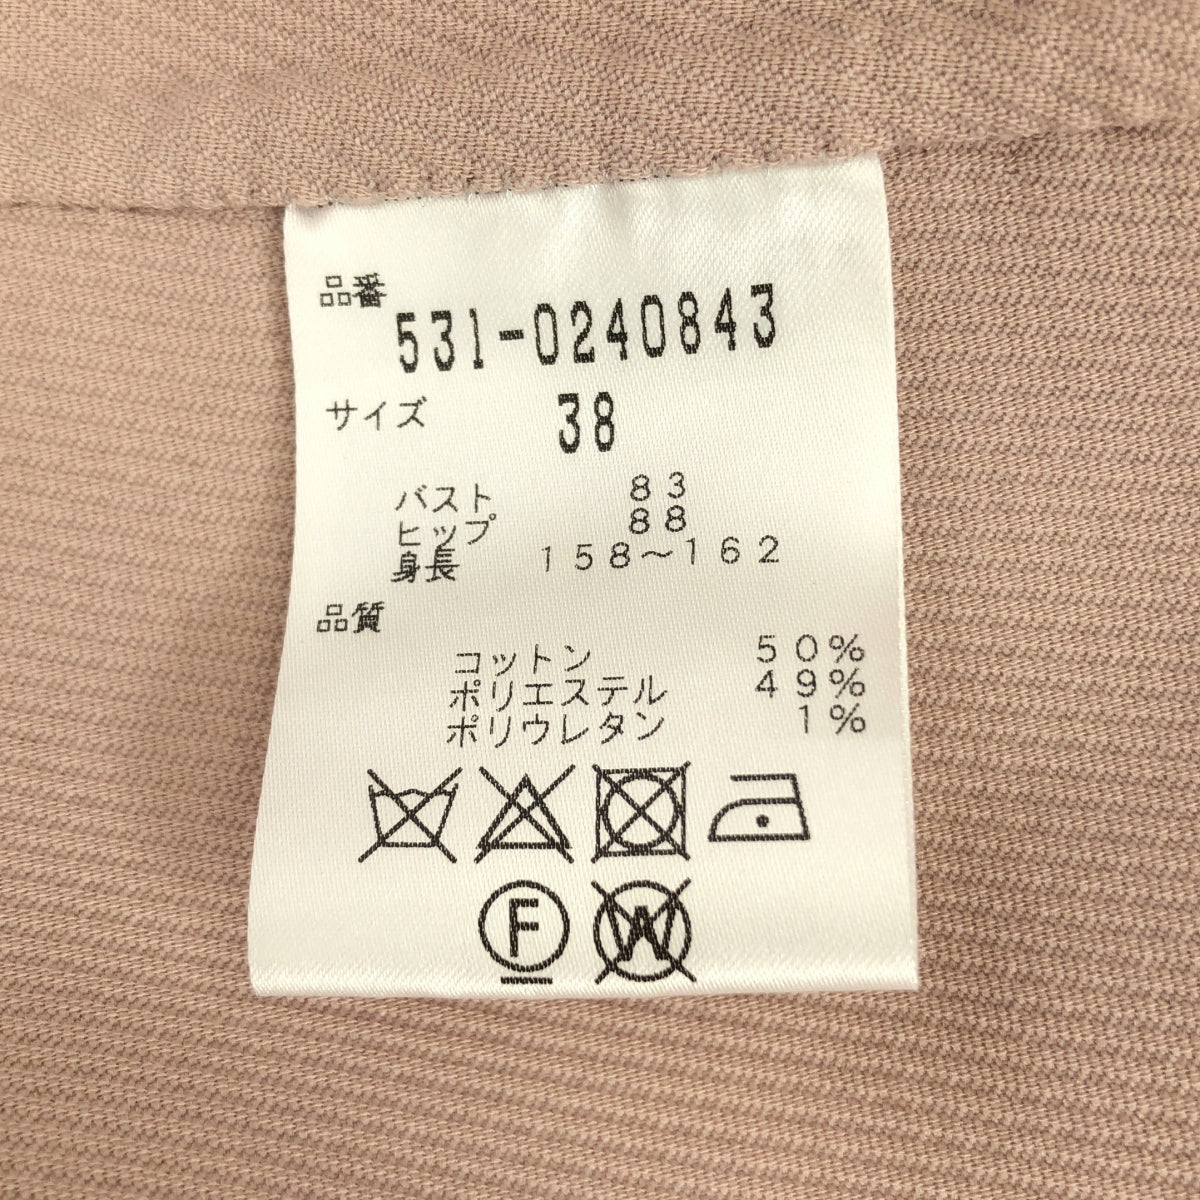 品番
531-0240843
サイズ 38
バスト 83
ヒップ 88
身長 158～162
品質
コットン 50%
ポリエステル 49%
ポリウレタン 1%
F W